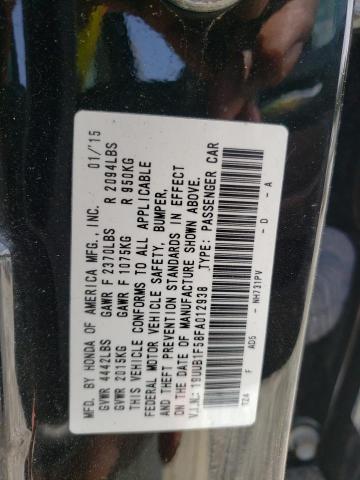 MFD. BY HONDA OF AMERICA MFG., INC. 01/'15
GVWR 4442LBS GAWR F 2370LBS R 2094LBS
GVWR 2015KG GAWR F 1075KG R 950KG
THIS VEHICLE CONFORMS TO ALL APPLICABLE
FEDERAL MOTOR VEHICLE SAFETY, BUMPER,
AND THEFT PREVENTION STANDARDS IN EFFECT
ON THE DATE OF MANUFACTURE SHOWN ABOVE.
V.I.N.: 19UUB1F58FA012938 TYPE: PASSENGER CAR
F AD5 - NH731PV - D - A
TZ4